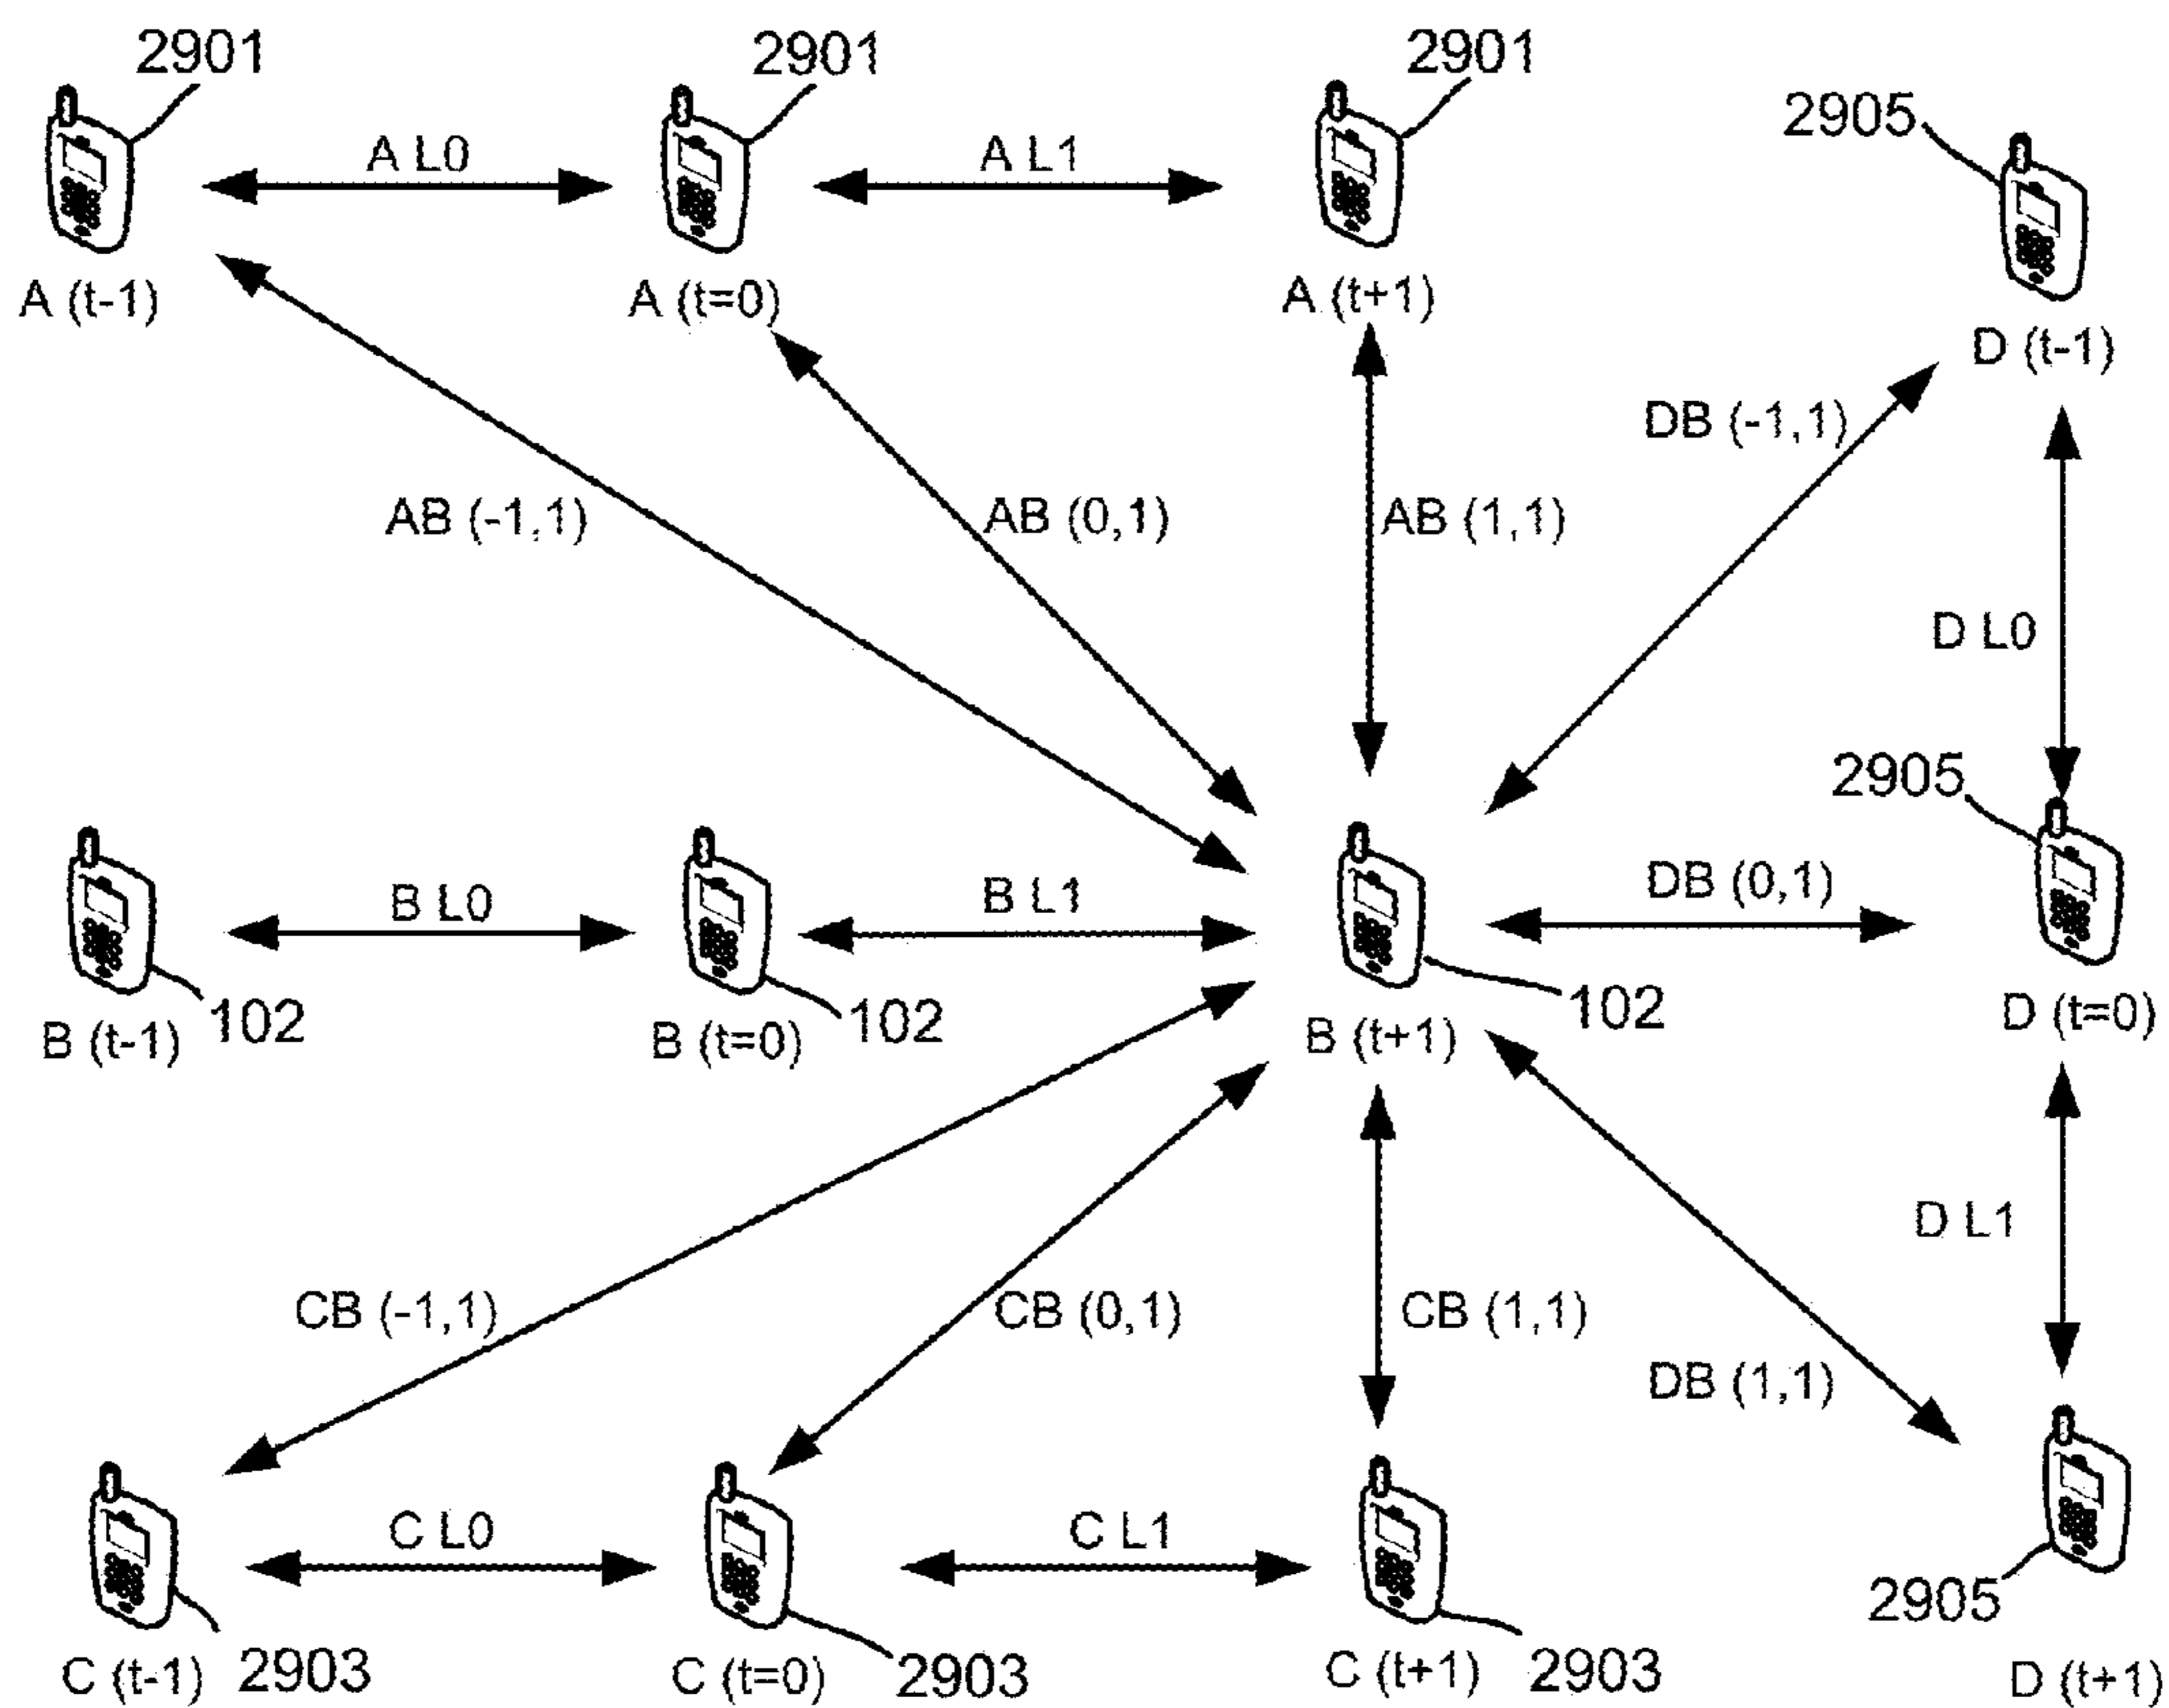 2901
2901
2901
2905
A L0
A L1
A (t-1)
A (t=0)
A (t+1)
D (t-1)
DB (-1,1)
AB (-1,1)
AB (0,1)
AB (1,1)
D L0
2905
B L0
B L1
DB (0,1)
B (t-1)
102
B (t=0)
102
B (t+1)
102
D (t=0)
D L1
CB (-1,1)
CB (0,1)
CB (1,1)
DB (1,1)
C L0
C L1
2905
C (t-1)
2903
C (t=0)
2903
C (t+1)
2903
D (t+1)